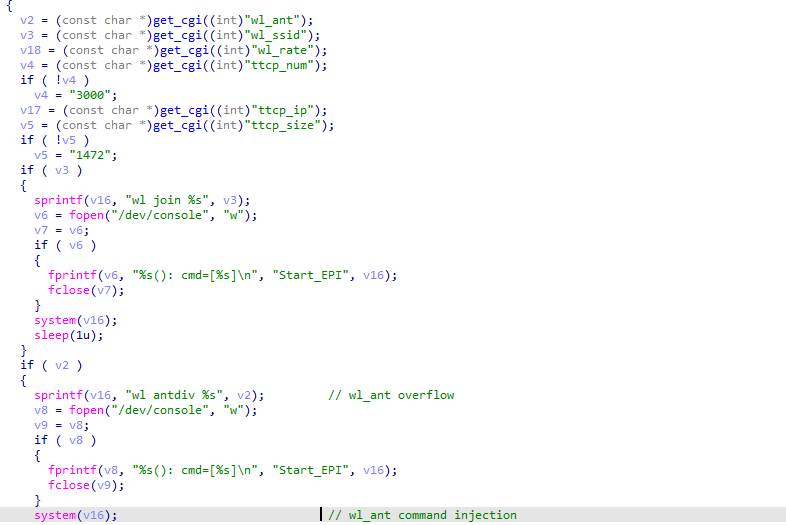 {
v2 = (const char *)get_cgi((int)"wl_ant");
v3 = (const char *)get_cgi((int)"wl_ssid");
v18 = (const char *)get_cgi((int)"wl_rate");
v4 = (const char *)get_cgi((int)"ttcp_num");
if ( !v4 )
v4 = "3000";
v17 = (const char *)get_cgi((int)"ttcp_ip");
v5 = (const char *)get_cgi((int)"ttcp_size");
if ( !v5 )
v5 = "1472";
if ( v3 )
{
sprintf(v16, "wl join %s", v3);
v6 = fopen("/dev/console", "w");
v7 = v6;
if ( v6 )
{
fprintf(v6, "%s(): cmd=[%s]\n", "Start_EPI", v16);
fclose(v7);
}
system(v16);
sleep(1u);
}
if ( v2 )
{
sprintf(v16, "wl antdiv %s", v2); // wl_ant overflow
v8 = fopen("/dev/console", "w");
v9 = v8;
if ( v8 )
{
fprintf(v8, "%s(): cmd=[%s]\n", "Start_EPI", v16);
fclose(v9);
}
system(v16); // wl_ant command injection